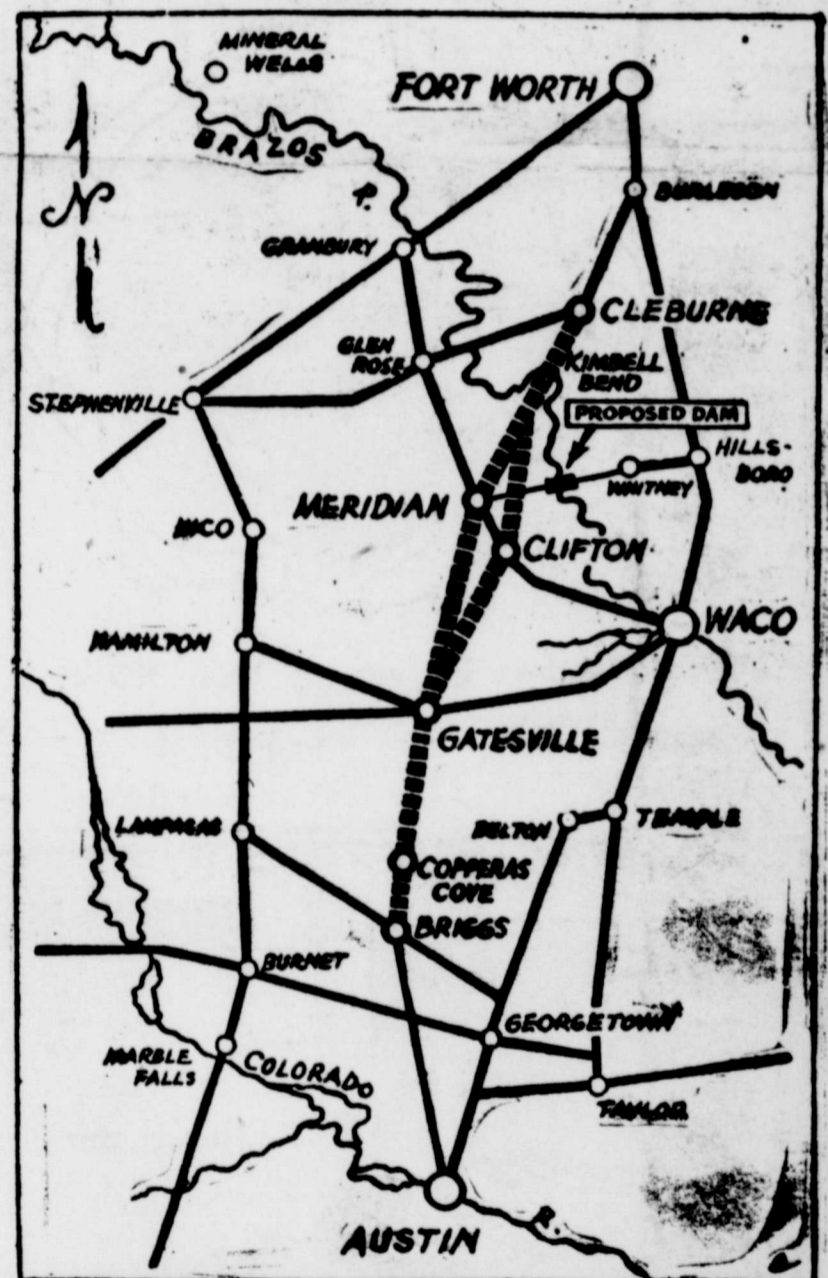 MINERAL
WELLS
FORT WORTH
BRAZOS
R.
N
BURLESON
GRANBURY
CLEBURNE
GLEN
ROSE
KIMBELL
BEND
STEPHENVILLE
PROPOSED DAM
HILLS-
BORO
WHITNEY
MERIDIAN
HICO
CLIFTON
WACO
HAMILTON
GATESVILLE
LAMPASAS
BELTON
TEMPLE
COPPERAS
COVE
BRIGGS
BURNET
GEORGETOWN
MARBLE
FALLS
COLORADO
TAYLOR
R.
AUSTIN